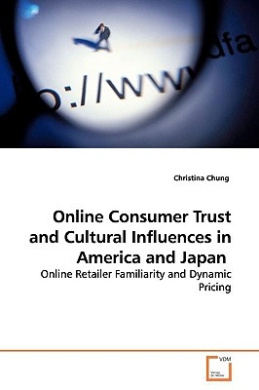 o://www
dfa
Christina Chung
Online Consumer Trust
and Cultural Influences in
America and Japan
Online Retailer Familiarity and Dynamic
Pricing
VDM